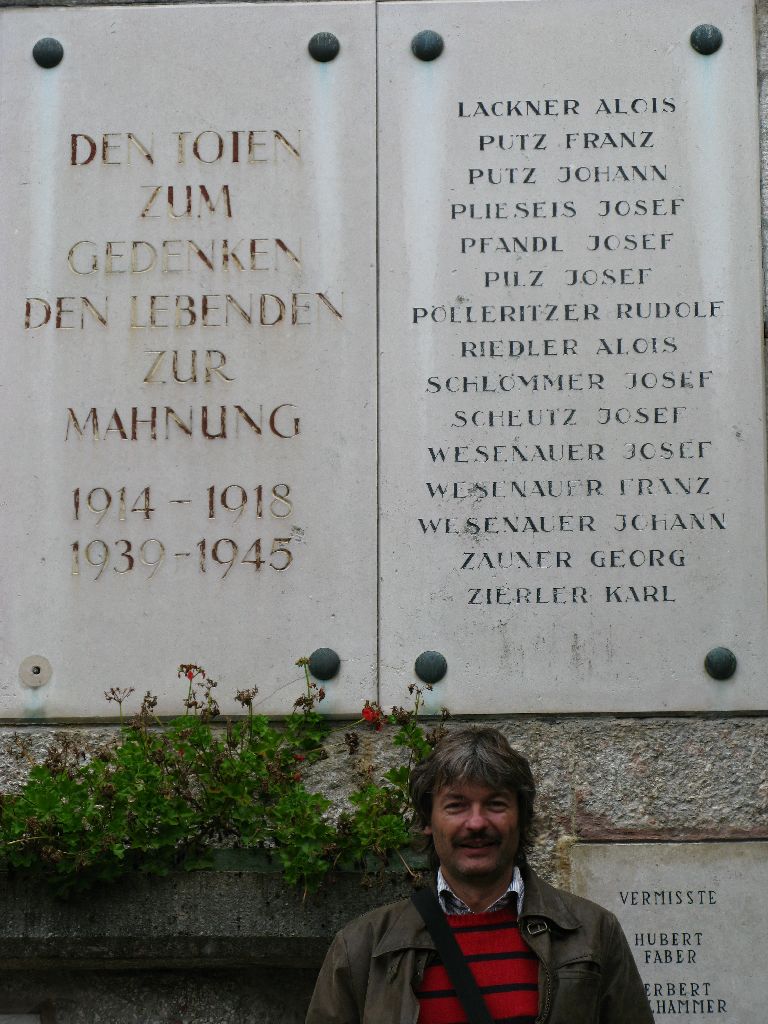 DEN TOTEN
ZUM
GEDENKEN
DEN LEBENDEN
ZUR
MAHNUNG
1914 - 1918
1939 - 1945
LACKNER ALOIS
PUTZ FRANZ
PUTZ JOHANN
PLIESEIS JOSEF
PFANDL JOSEF
PILZ JOSEF
PÖLLERITZER RUDOLF
RIEDLER ALOIS
SCHLÖMMER JOSEF
SCHEUTZ JOSEF
WESENAUER JOSEF
WESENAUER FRANZ
WESENAUER JOHANN
ZAUNER GEORG
ZIERLER KARL
VERMISSTE
HUBERT
FABER